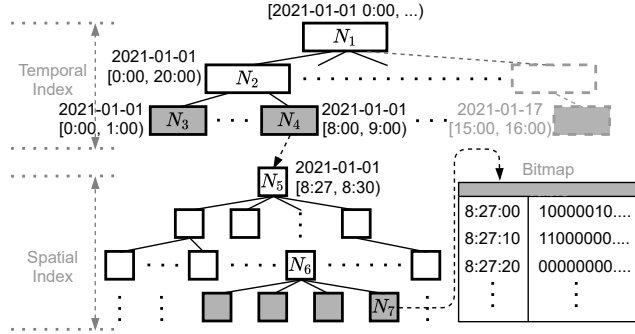 [2021-01-01 0:00, ...)
N1
Temporal
Index
2021-01-01
[0:00, 20:00)
N2
2021-01-01
[0:00, 1:00)
N3
N4
2021-01-01
[8:00, 9:00)
2021-01-17
[15:00, 16:00)
2021-01-01
[8:27, 8:30)
N5
Bitmap
8:27:00 10000010....
8:27:10 11000000....
8:27:20 00000000....
Spatial
Index
N6
N7